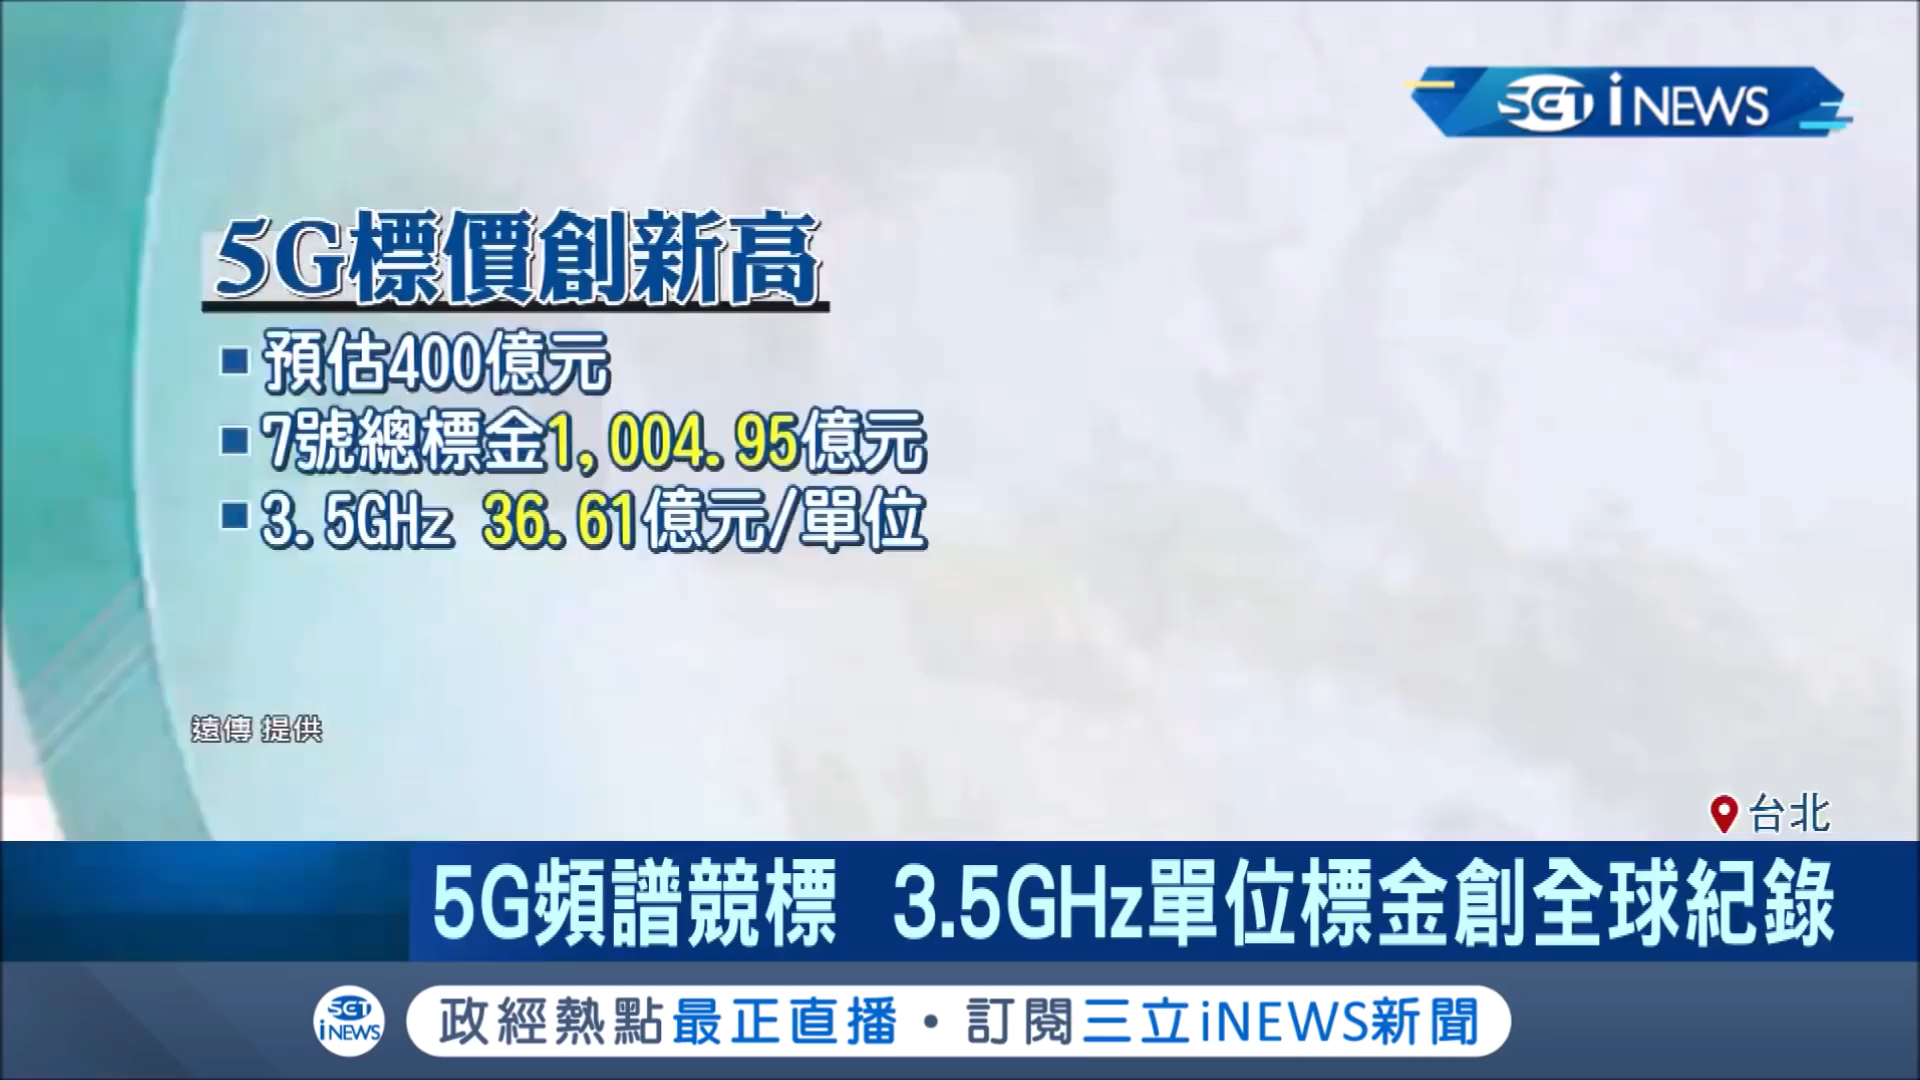 SET iNEWS
5G標價創新高
預估400億元
7號總標金1,004.95億元
3.5GHz 36.61億元/單位
遠傳 提供
台北
5G頻譜競標 3.5GHz單位標金創全球紀錄
SET iNEWS
政經熱點最正直播・訂閱三立iNEWS新聞